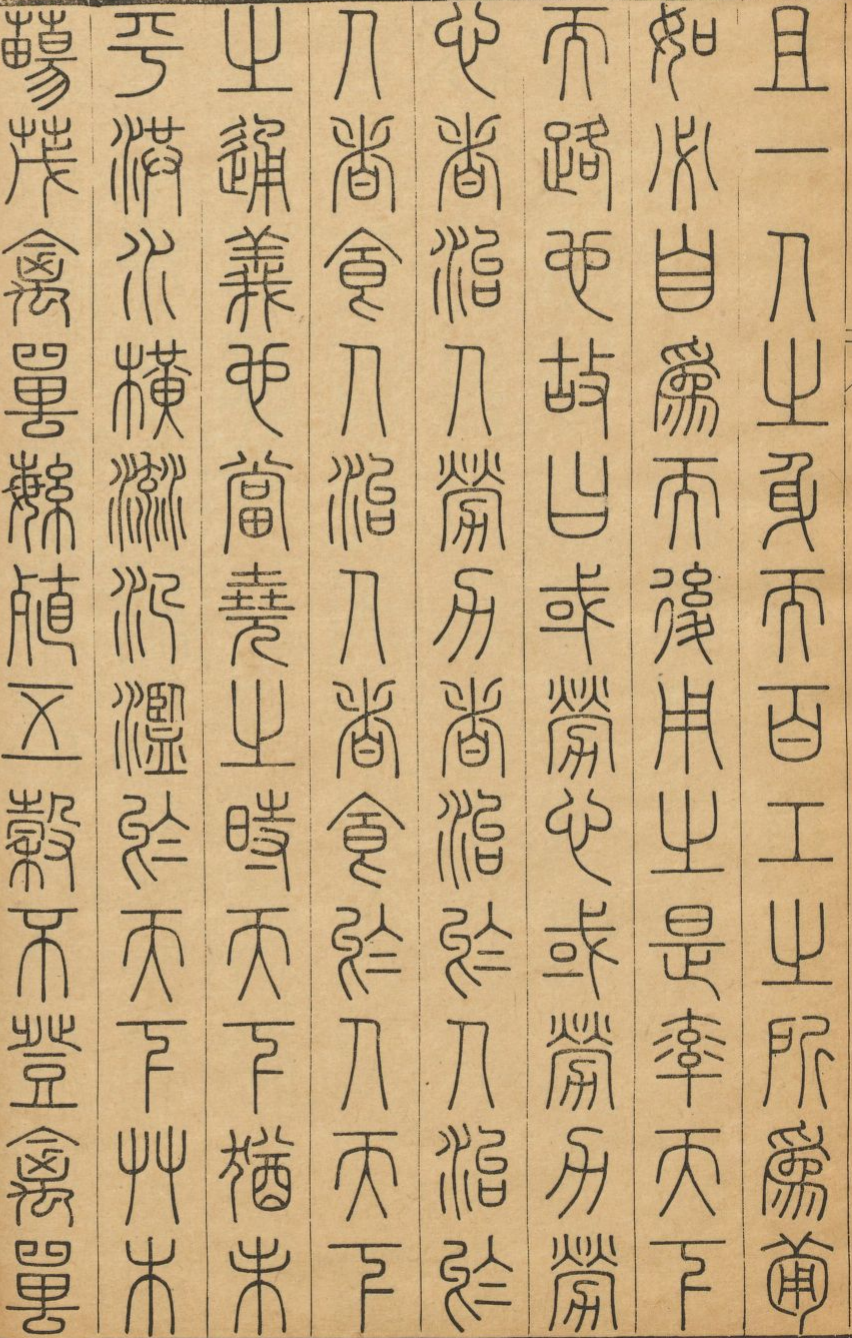 且一人之身而百工之所爲備
如必自爲而後用之是率天下
而路也故曰或勞心或勞力勞
心者治人勞力者治於人治於
人者食人治人者食於人天下
之通義也當堯之時天下猶未
平洪水橫流氾濫於天下艸木
暢茂禽獸繁殖五穀不登禽獸